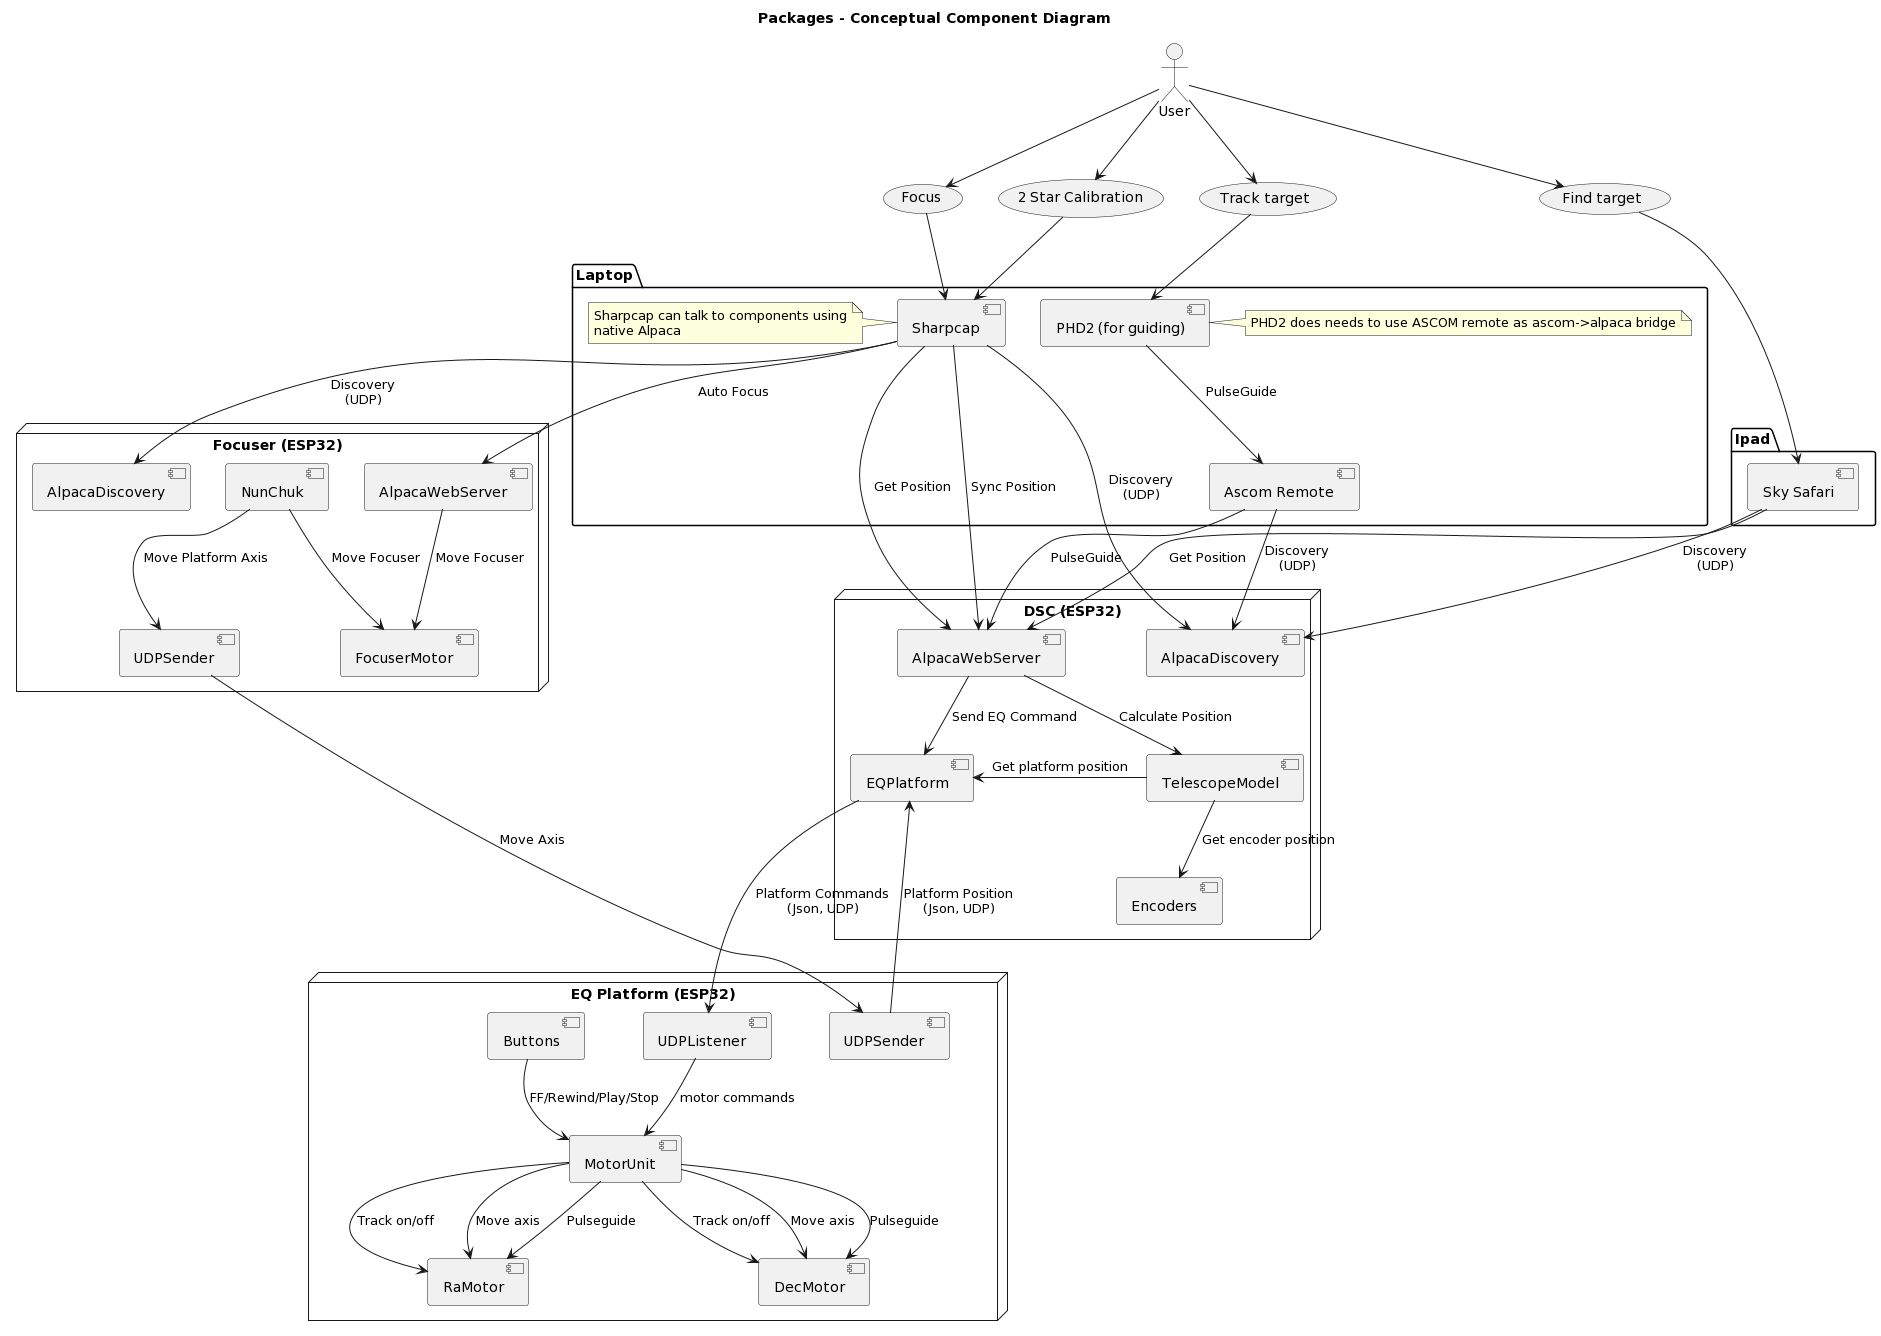 Packages - Conceptual Component Diagram
User
Focus
2 Star Calibration
Track target
Find target
Laptop
Sharpcap can talk to components using
native Alpaca
Sharpcap
PHD2 (for guiding)
PHD2 does needs to use ASCOM remote as ascom->alpaca bridge
Discovery
(UDP)
Auto Focus
PulseGuide
Focuser (ESP32)
Ipad
AlpacaDiscovery
NunChuk
AlpacaWebServer
Get Position
Sync Position
Discovery
(UDP)
Ascom Remote
Sky Safari
Move Platform Axis
Move Focuser
Move Focuser
PulseGuide
Get Position
Discovery
(UDP)
Discovery
(UDP)
DSC (ESP32)
UDPSender
FocuserMotor
AlpacaWebServer
AlpacaDiscovery
Send EQ Command
Calculate Position
EQPlatform
Get platform position
TelescopeModel
Move Axis
Get encoder position
Platform Commands
(Json, UDP)
Platform Position
(Json, UDP)
Encoders
EQ Platform (ESP32)
Buttons
UDPListener
UDPSender
FF/Rewind/Play/Stop
motor commands
MotorUnit
Track on/off
Move axis
Pulseguide
Track on/off
Move axis
Pulseguide
RaMotor
DecMotor